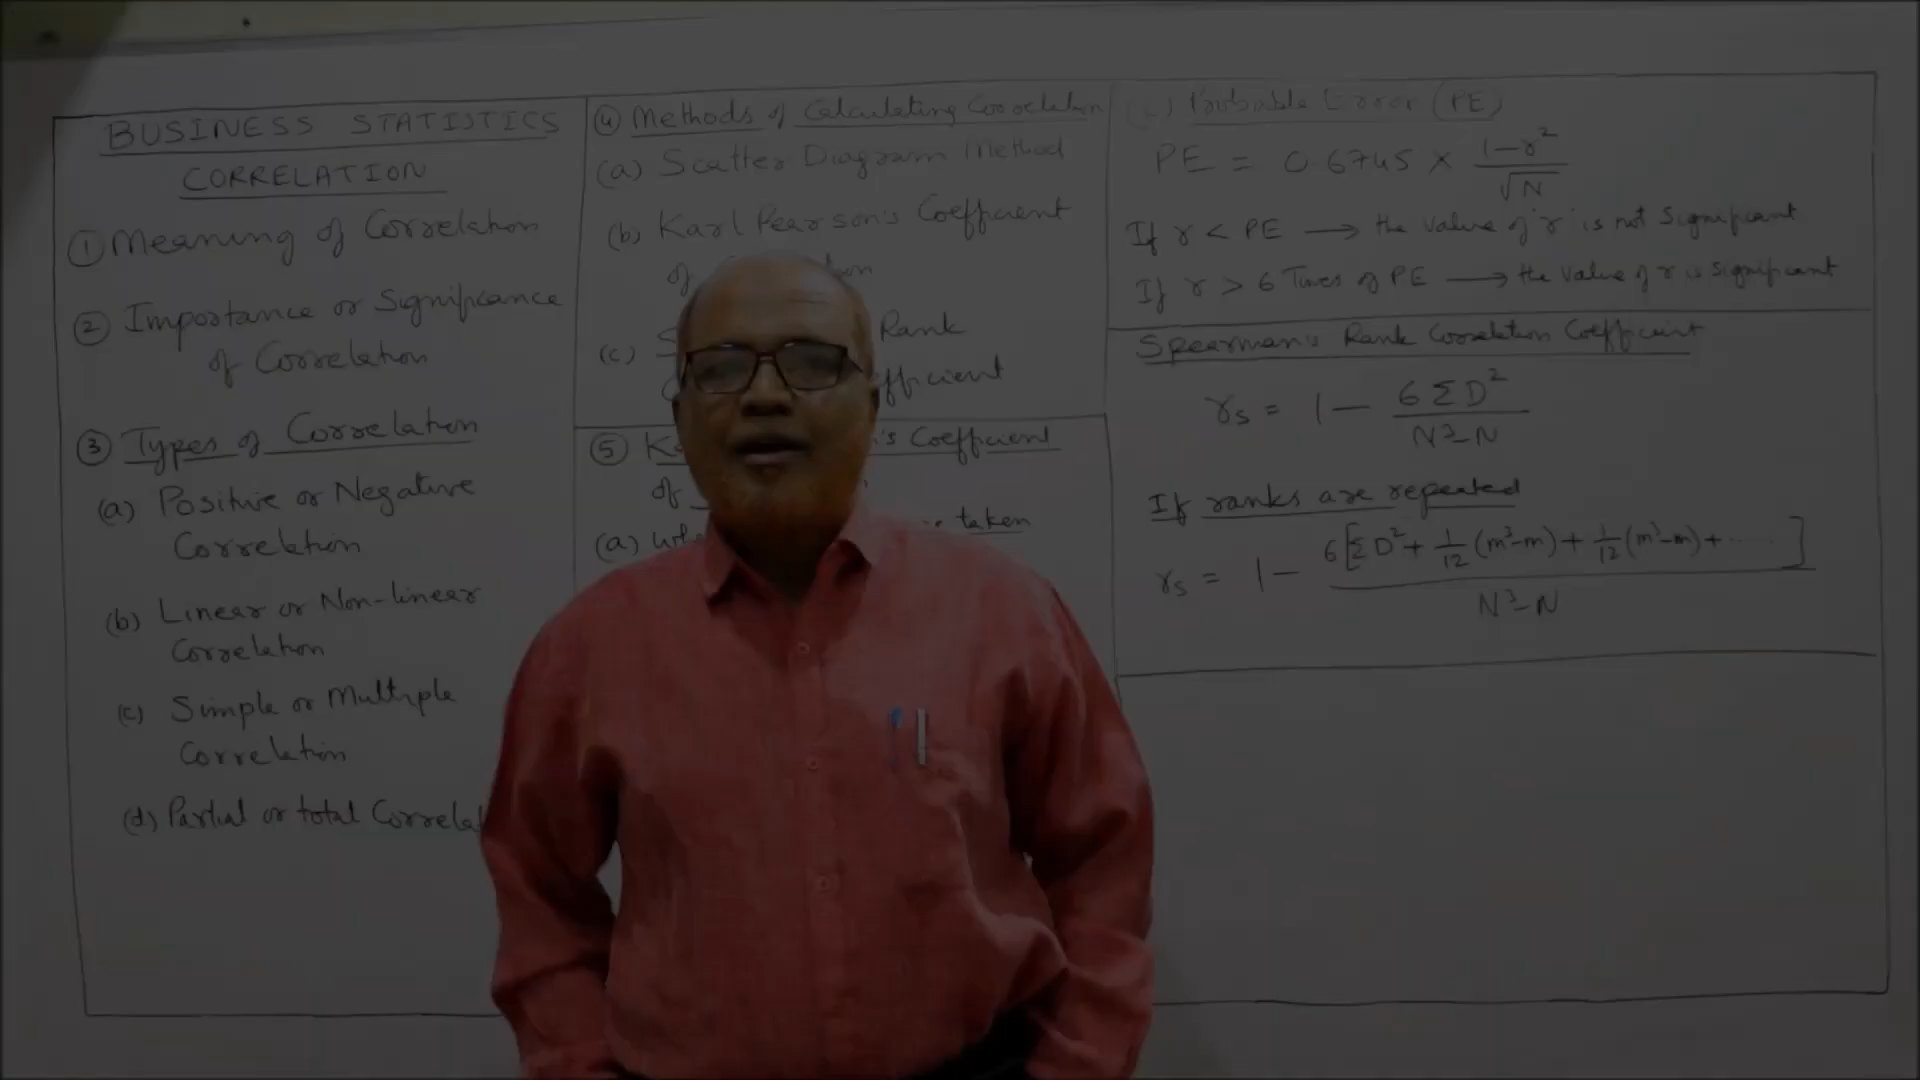 BUSINESS STATISTICS
CORRELATION
① Meaning of Correlation
② Importance or Significance
of Correlation
③ Types of Correlation
(a) Positive or Negative
Correlation
(b) Linear or Non-linear
Correlation
(c) Simple or Multiple
Correlation
(d) Partial or total
④ Methods of Calculating Correlation
(a) Scatter Diagram Method
(b) Karl Pearson's Coefficient
of
(c) Rank
⑤ 's Coefficient
of
(a) taken
Probable Error (PE)
PE = 0.6745 × (1-r²)/√N
If r < PE → the value of 'r' is not significant
If r > 6 Times of PE → the value of r is significant
Spearman's Rank Correlation Coefficient
rs = 1 - 6ΣD²/(N³-N)
If ranks are repeated
rs = 1 - 6[ΣD² + 1/12 (m³-m) + 1/12 (m³-m) + ......]/(N³-N)